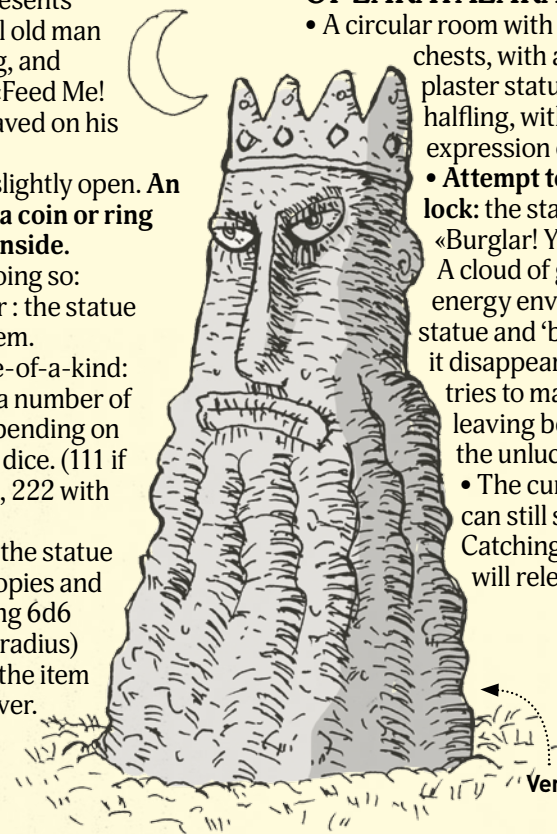 esents
l old man
g, and
Feed Me!
aved on his
slightly open. An
a coin or ring
nside.
oing so:
r : the statue
em.
e-of-a-kind:
a number of
pending on
dice. (111 if
, 222 with
the statue
opies and
ng 6d6
radius)
the item
ver.
• A circular room with
chests, with a
plaster statu
halfling, wit
expression
• Attempt to
lock: the sta
«Burglar! Y
A cloud of
energy env
statue and ‘b
it disappear
tries to ma
leaving be
the unluc
• The cur
can still s
Catching
will rele
Ver